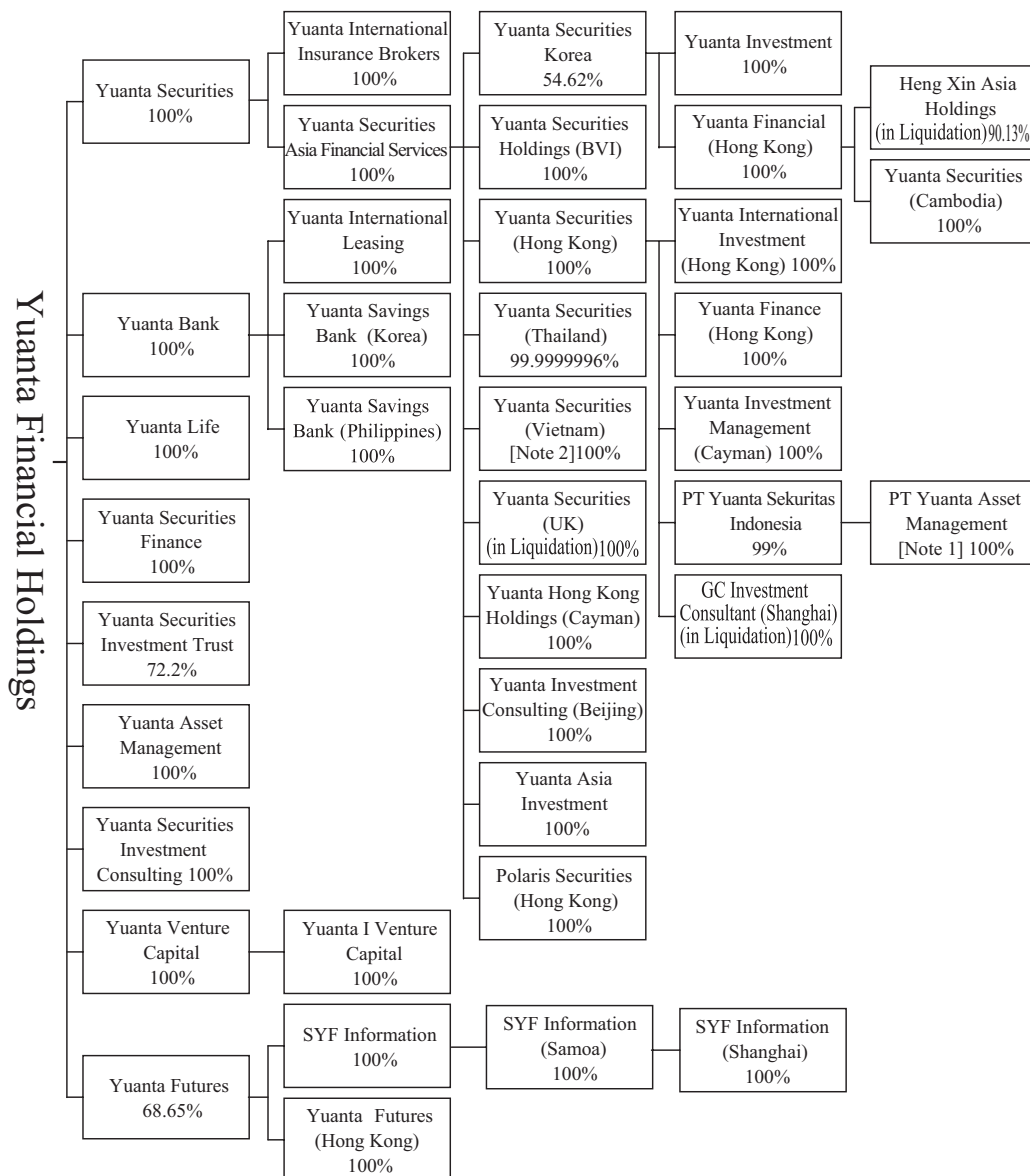 Yuanta Financial Holdings
Yuanta Securities
100%
Yuanta Bank
100%
Yuanta Life
100%
Yuanta Securities
Finance
100%
Yuanta Securities
Investment Trust
72.2%
Yuanta Asset
Management
100%
Yuanta Securities
Investment
Consulting 100%
Yuanta Venture
Capital
100%
Yuanta Futures
68.65%
Yuanta International
Insurance Brokers
100%
Yuanta Securities
Asia Financial Services
100%
Yuanta International
Leasing
100%
Yuanta Savings
Bank (Korea)
100%
Yuanta Savings
Bank (Philippines)
100%
Yuanta I Venture
Capital
100%
SYF Information
100%
Yuanta Futures
(Hong Kong)
100%
Yuanta Securities
Korea
54.62%
Yuanta Securities
Holdings (BVI)
100%
Yuanta Securities
(Hong Kong)
100%
Yuanta Securities
(Thailand)
99.9999996%
Yuanta Securities
(Vietnam)
[Note 2]100%
Yuanta Securities
(UK)
(in Liquidation)100%
Yuanta Hong Kong
Holdings (Cayman)
100%
Yuanta Investment
Consulting (Beijing)
100%
Yuanta Asia
Investment
100%
Polaris Securities
(Hong Kong)
100%
SYF Information
(Samoa)
100%
Yuanta Investment
100%
Yuanta Financial
(Hong Kong)
100%
Yuanta International
Investment
(Hong Kong) 100%
Yuanta Finance
(Hong Kong)
100%
Yuanta Investment
Management
(Cayman) 100%
PT Yuanta Sekuritas
Indonesia
99%
GC Investment
Consultant (Shanghai)
(in Liquidation)100%
SYF Information
(Shanghai)
100%
Heng Xin Asia
Holdings
(in Liquidation)90.13%
Yuanta Securities
(Cambodia)
100%
PT Yuanta Asset
Management
[Note 1] 100%